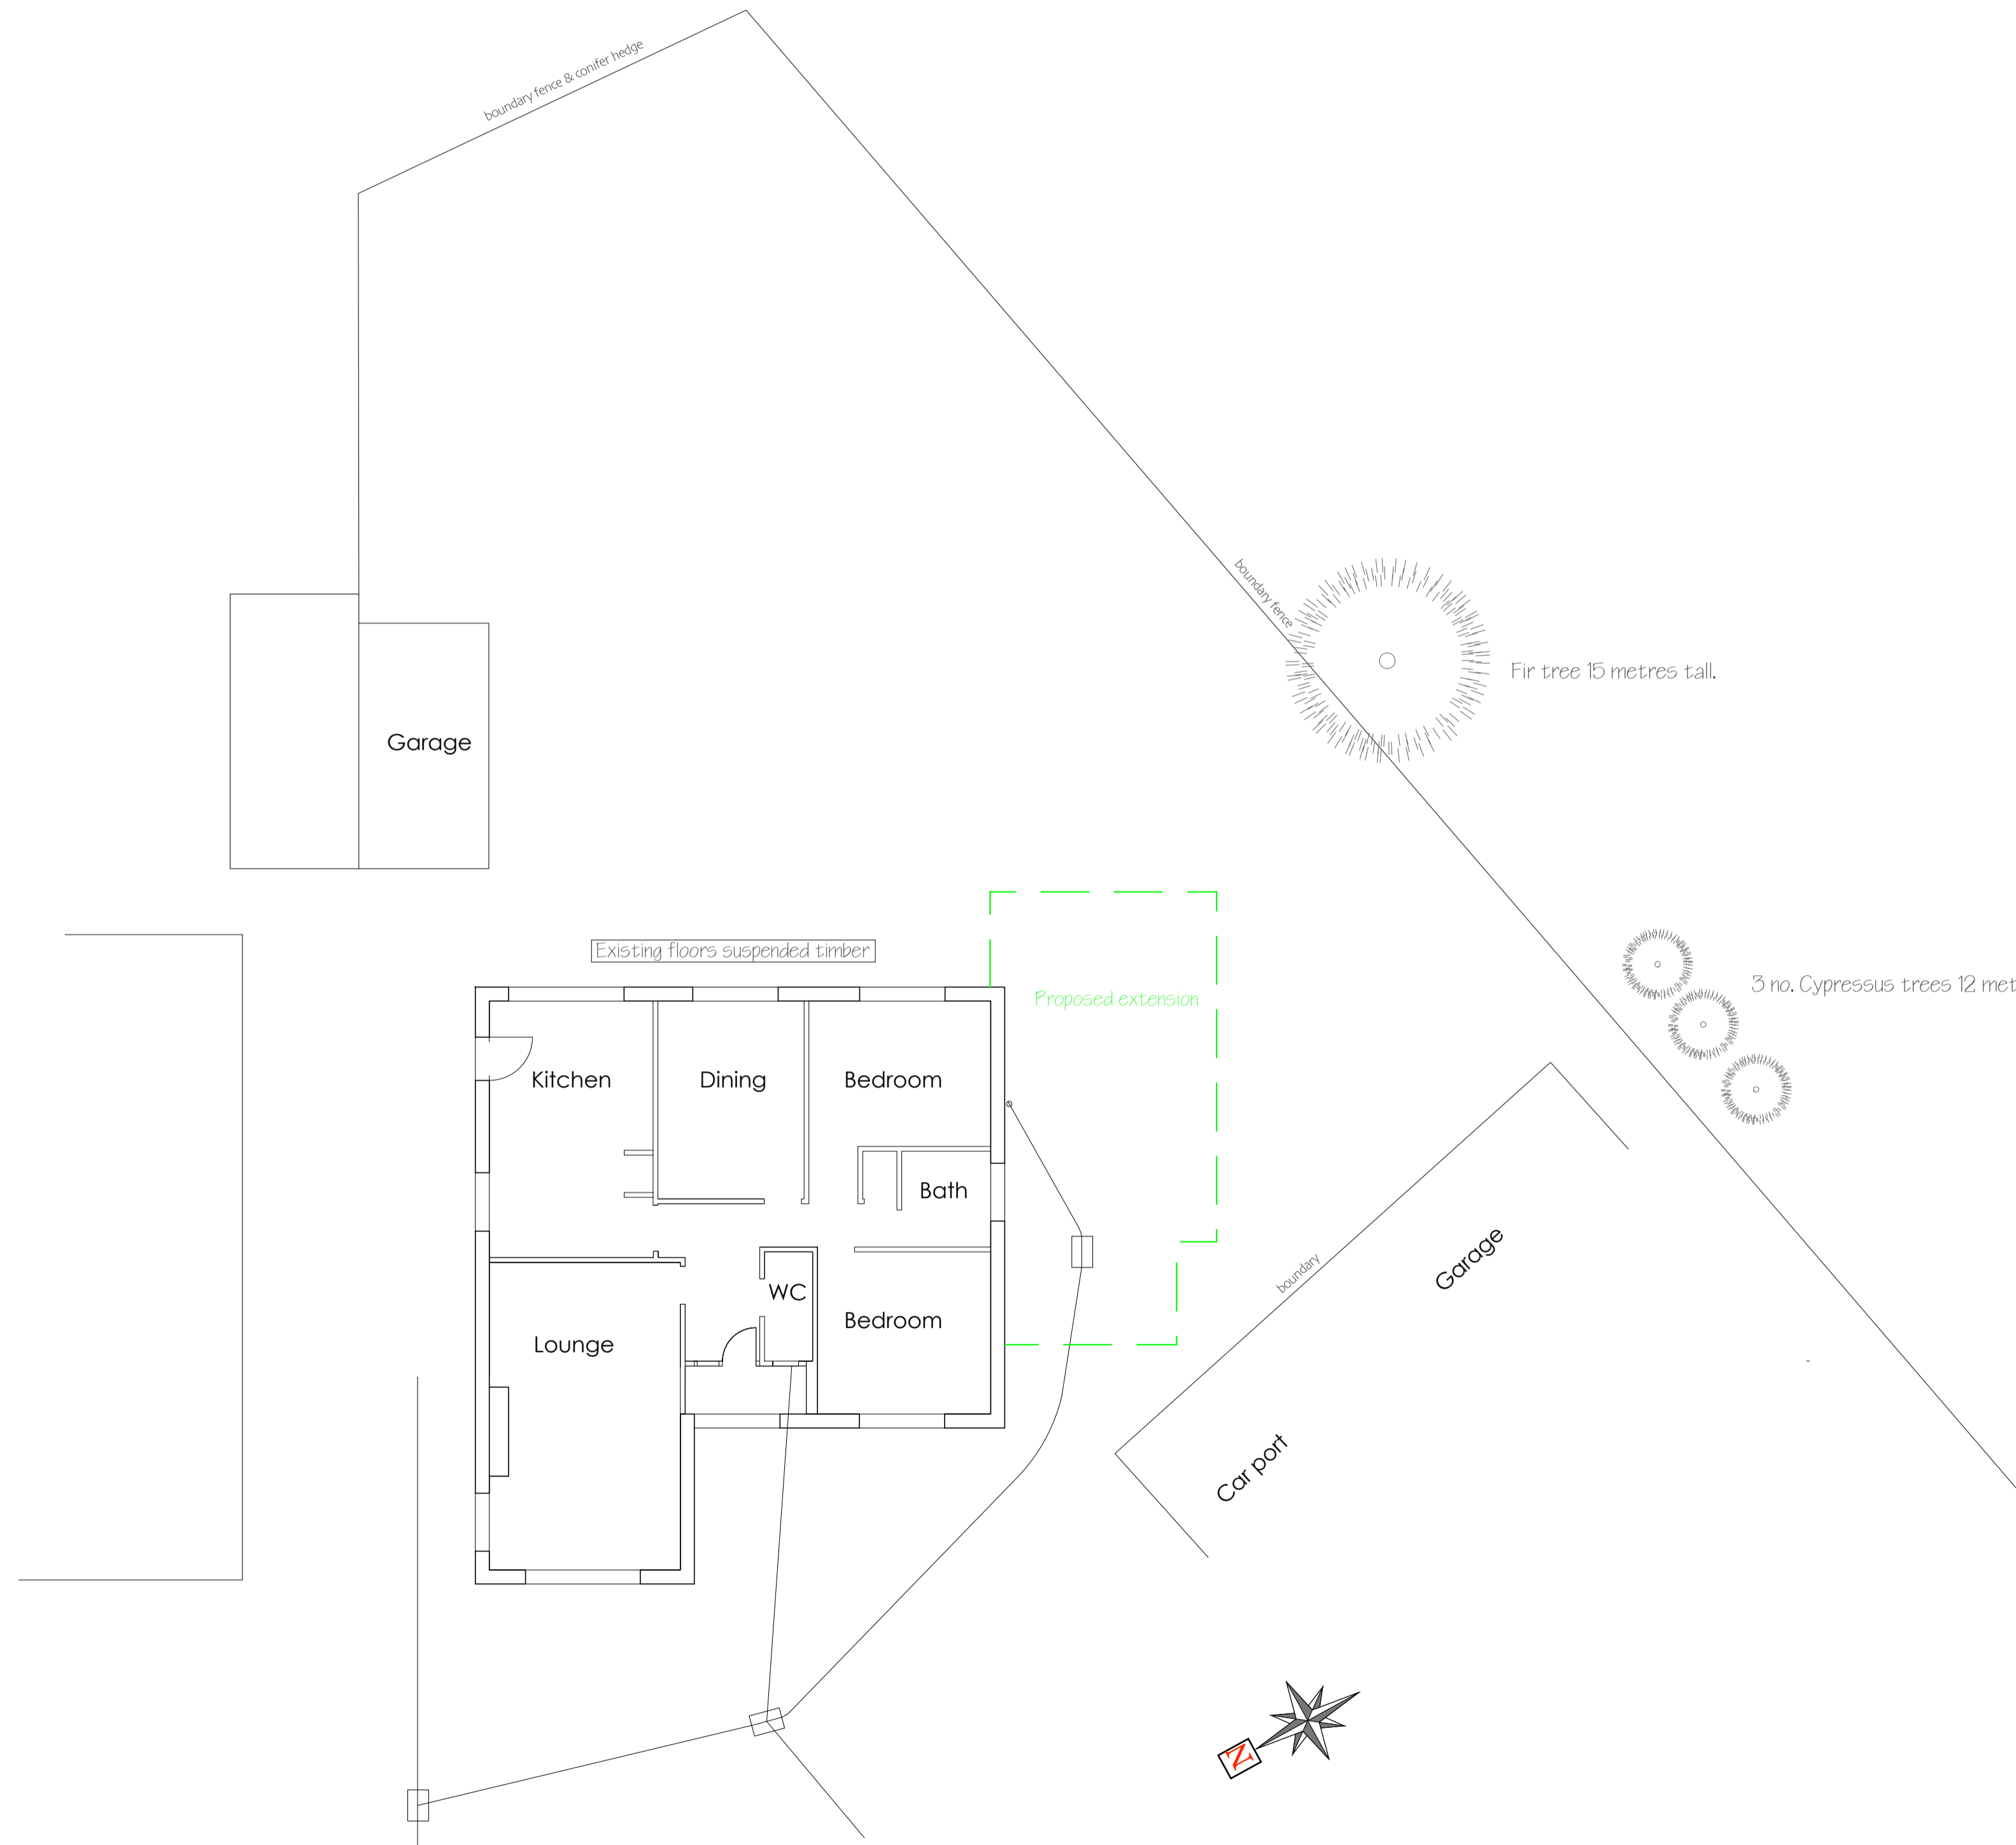 boundary fence & conifer hedge
boundary fence
Fir tree 15 metres tall.
Garage
Existing floors suspended timber
3 no. Cypressus trees 12 met
Proposed extension
Kitchen
Dining
Bedroom
Bath
WC
Bedroom
Lounge
boundary
Garage
Car port
N